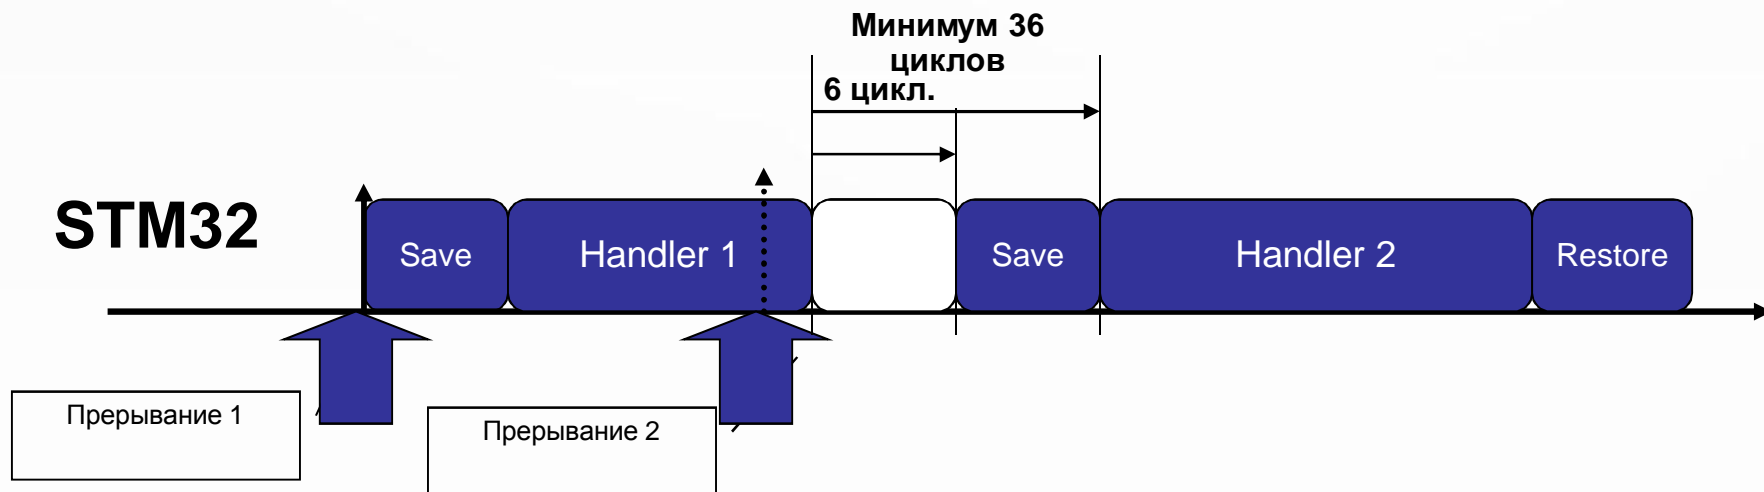 Минимум 36
циклов
6 цикл.
STM32
Save
Handler 1
Save
Handler 2
Restore
Прерывание 1
Прерывание 2